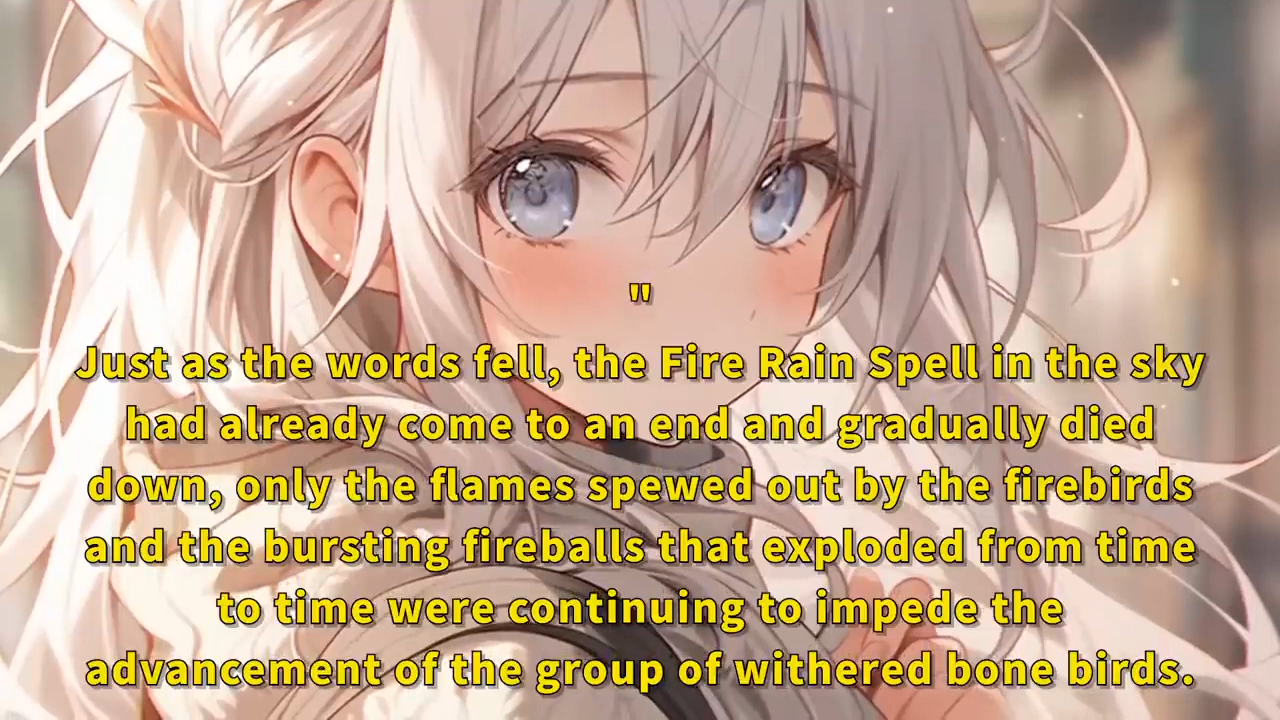 "
Just as the words fell, the Fire Rain Spell in the sky
had already come to an end and gradually died
down, only the flames spewed out by the firebirds
and the bursting fireballs that exploded from time
to time were continuing to impede the
advancement of the group of withered bone birds.